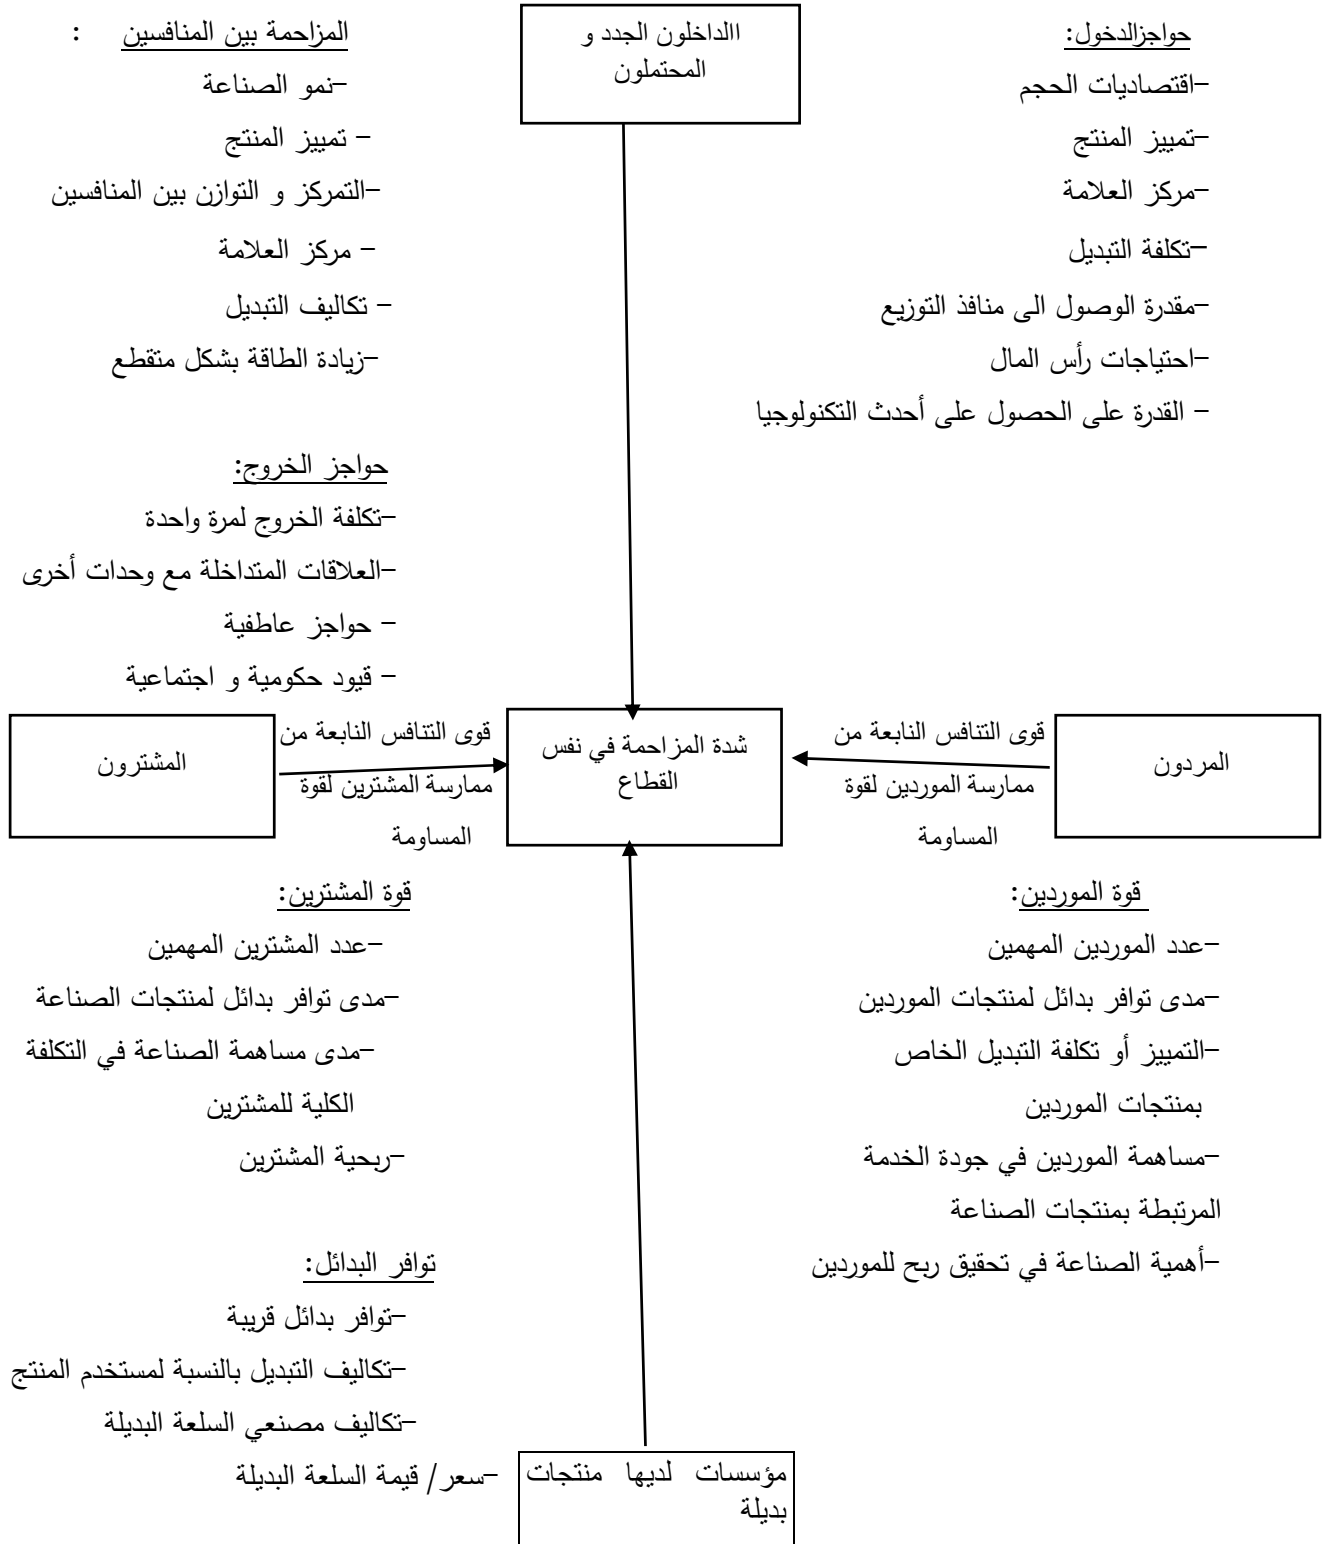 االداخلون الجدد و
المحتملون
حواجزالدخول:
-اقتصاديات الحجم
-تمييز المنتج
-مركز العلامة
-تكلفة التبديل
-مقدرة الوصول الى منافذ التوزيع
-احتياجات رأس المال
- القدرة على الحصول على أحدث التكنولوجيا
المزاحمة بين المنافسين :
-نمو الصناعة
- تمييز المنتج
-التمركز و التوازن بين المنافسين
- مركز العلامة
- تكاليف التبديل
-زيادة الطاقة بشكل متقطع
حواجز الخروج:
-تكلفة الخروج لمرة واحدة
-العلاقات المتداخلة مع وحدات أخرى
- حواجز عاطفية
- قيود حكومية و اجتماعية
المردون
قوى التنافس النابعة من
ممارسة الموردين لقوة
المساومة
شدة المزاحمة في نفس
القطاع
قوى التنافس النابعة من
ممارسة المشترين لقوة
المساومة
المشترون
قوة الموردين:
-عدد الموردين المهمين
-مدى توافر بدائل لمنتجات الموردين
-التمييز أو تكلفة التبديل الخاص
بمنتجات الموردين
-مساهمة الموردين في جودة الخدمة
المرتبطة بمنتجات الصناعة
-أهمية الصناعة في تحقيق ربح للموردين
قوة المشترين:
-عدد المشترين المهمين
-مدى توافر بدائل لمنتجات الصناعة
-مدى مساهمة الصناعة في التكلفة
الكلية للمشترين
-ربحية المشترين
توافر البدائل:
-توافر بدائل قريبة
-تكاليف التبديل بالنسبة لمستخدم المنتج
-تكاليف مصنعي السلعة البديلة
-سعر/ قيمة السلعة البديلة
مؤسسات لديها منتجات
بديلة